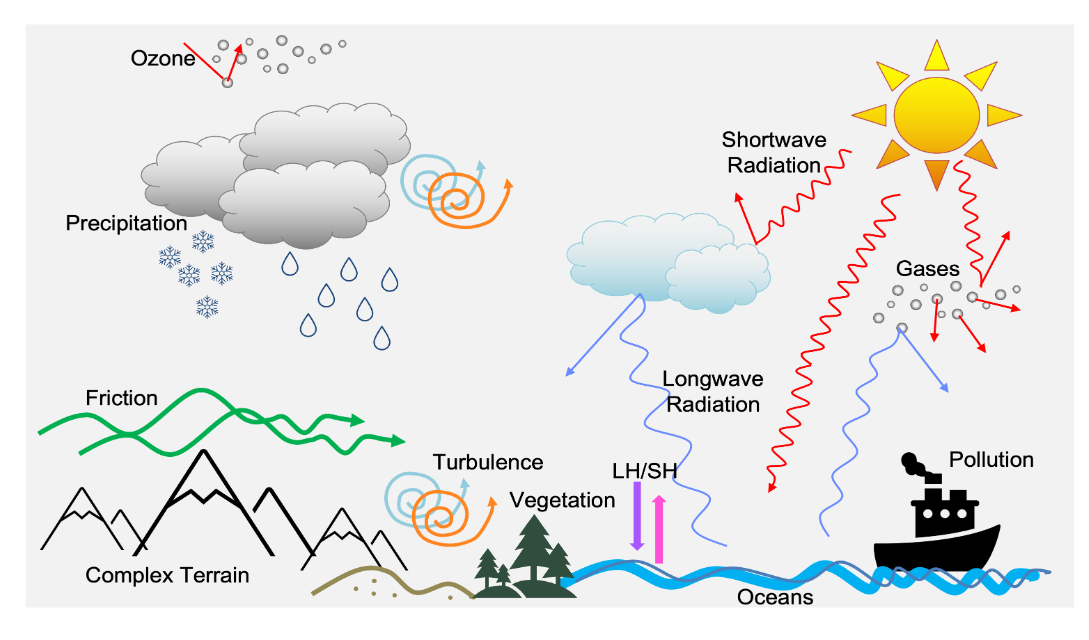 Ozone
Shortwave
Radiation
Precipitation
Gases
Longwave
Radiation
Friction
Turbulence
LH/SH
Pollution
Vegetation
Complex Terrain
Oceans